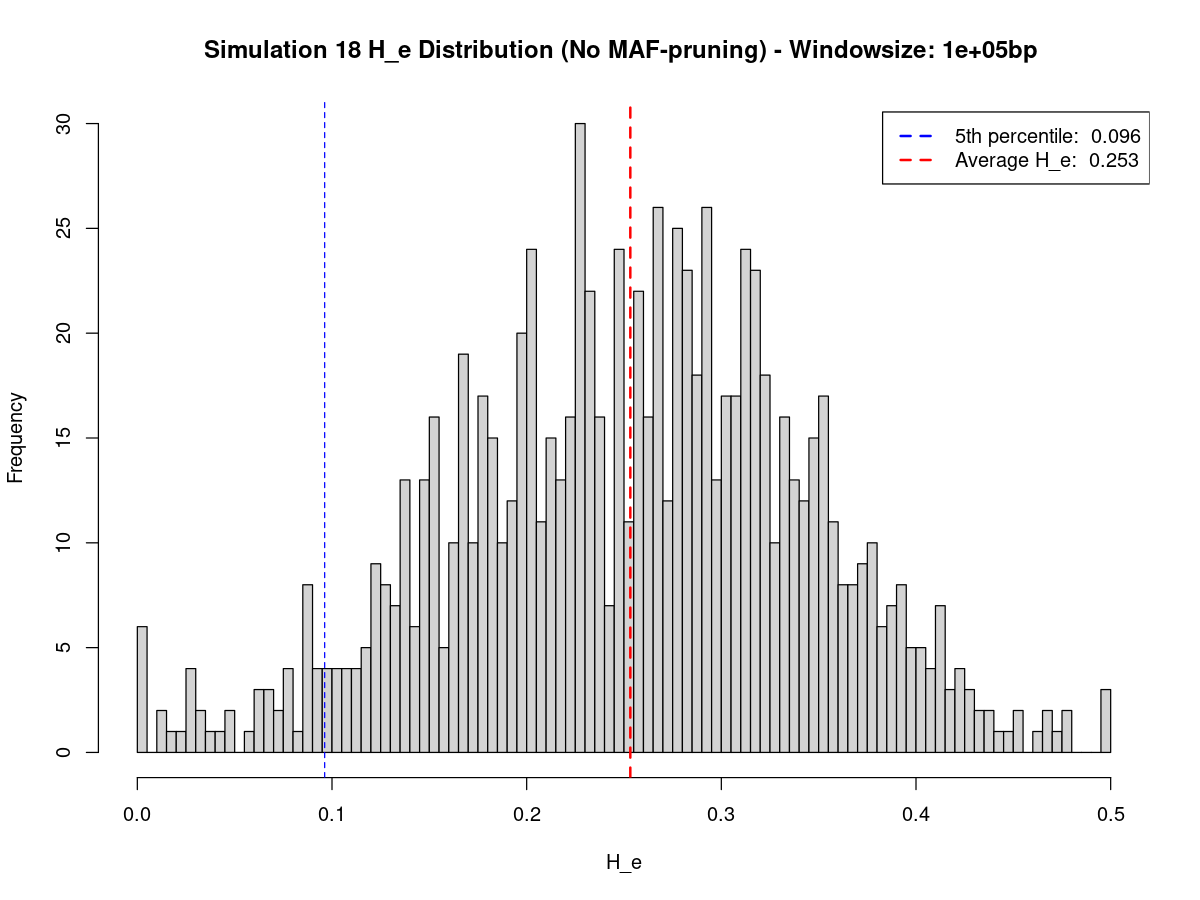 Simulation 18 H_e Distribution (No MAF-pruning) - Windowsize: 1e+05bp
5th percentile:  0.096
Average H_e:  0.253
Frequency
30
25
20
15
10
5
0
0.0 0.1 0.2 0.3 0.4 0.5
H_e